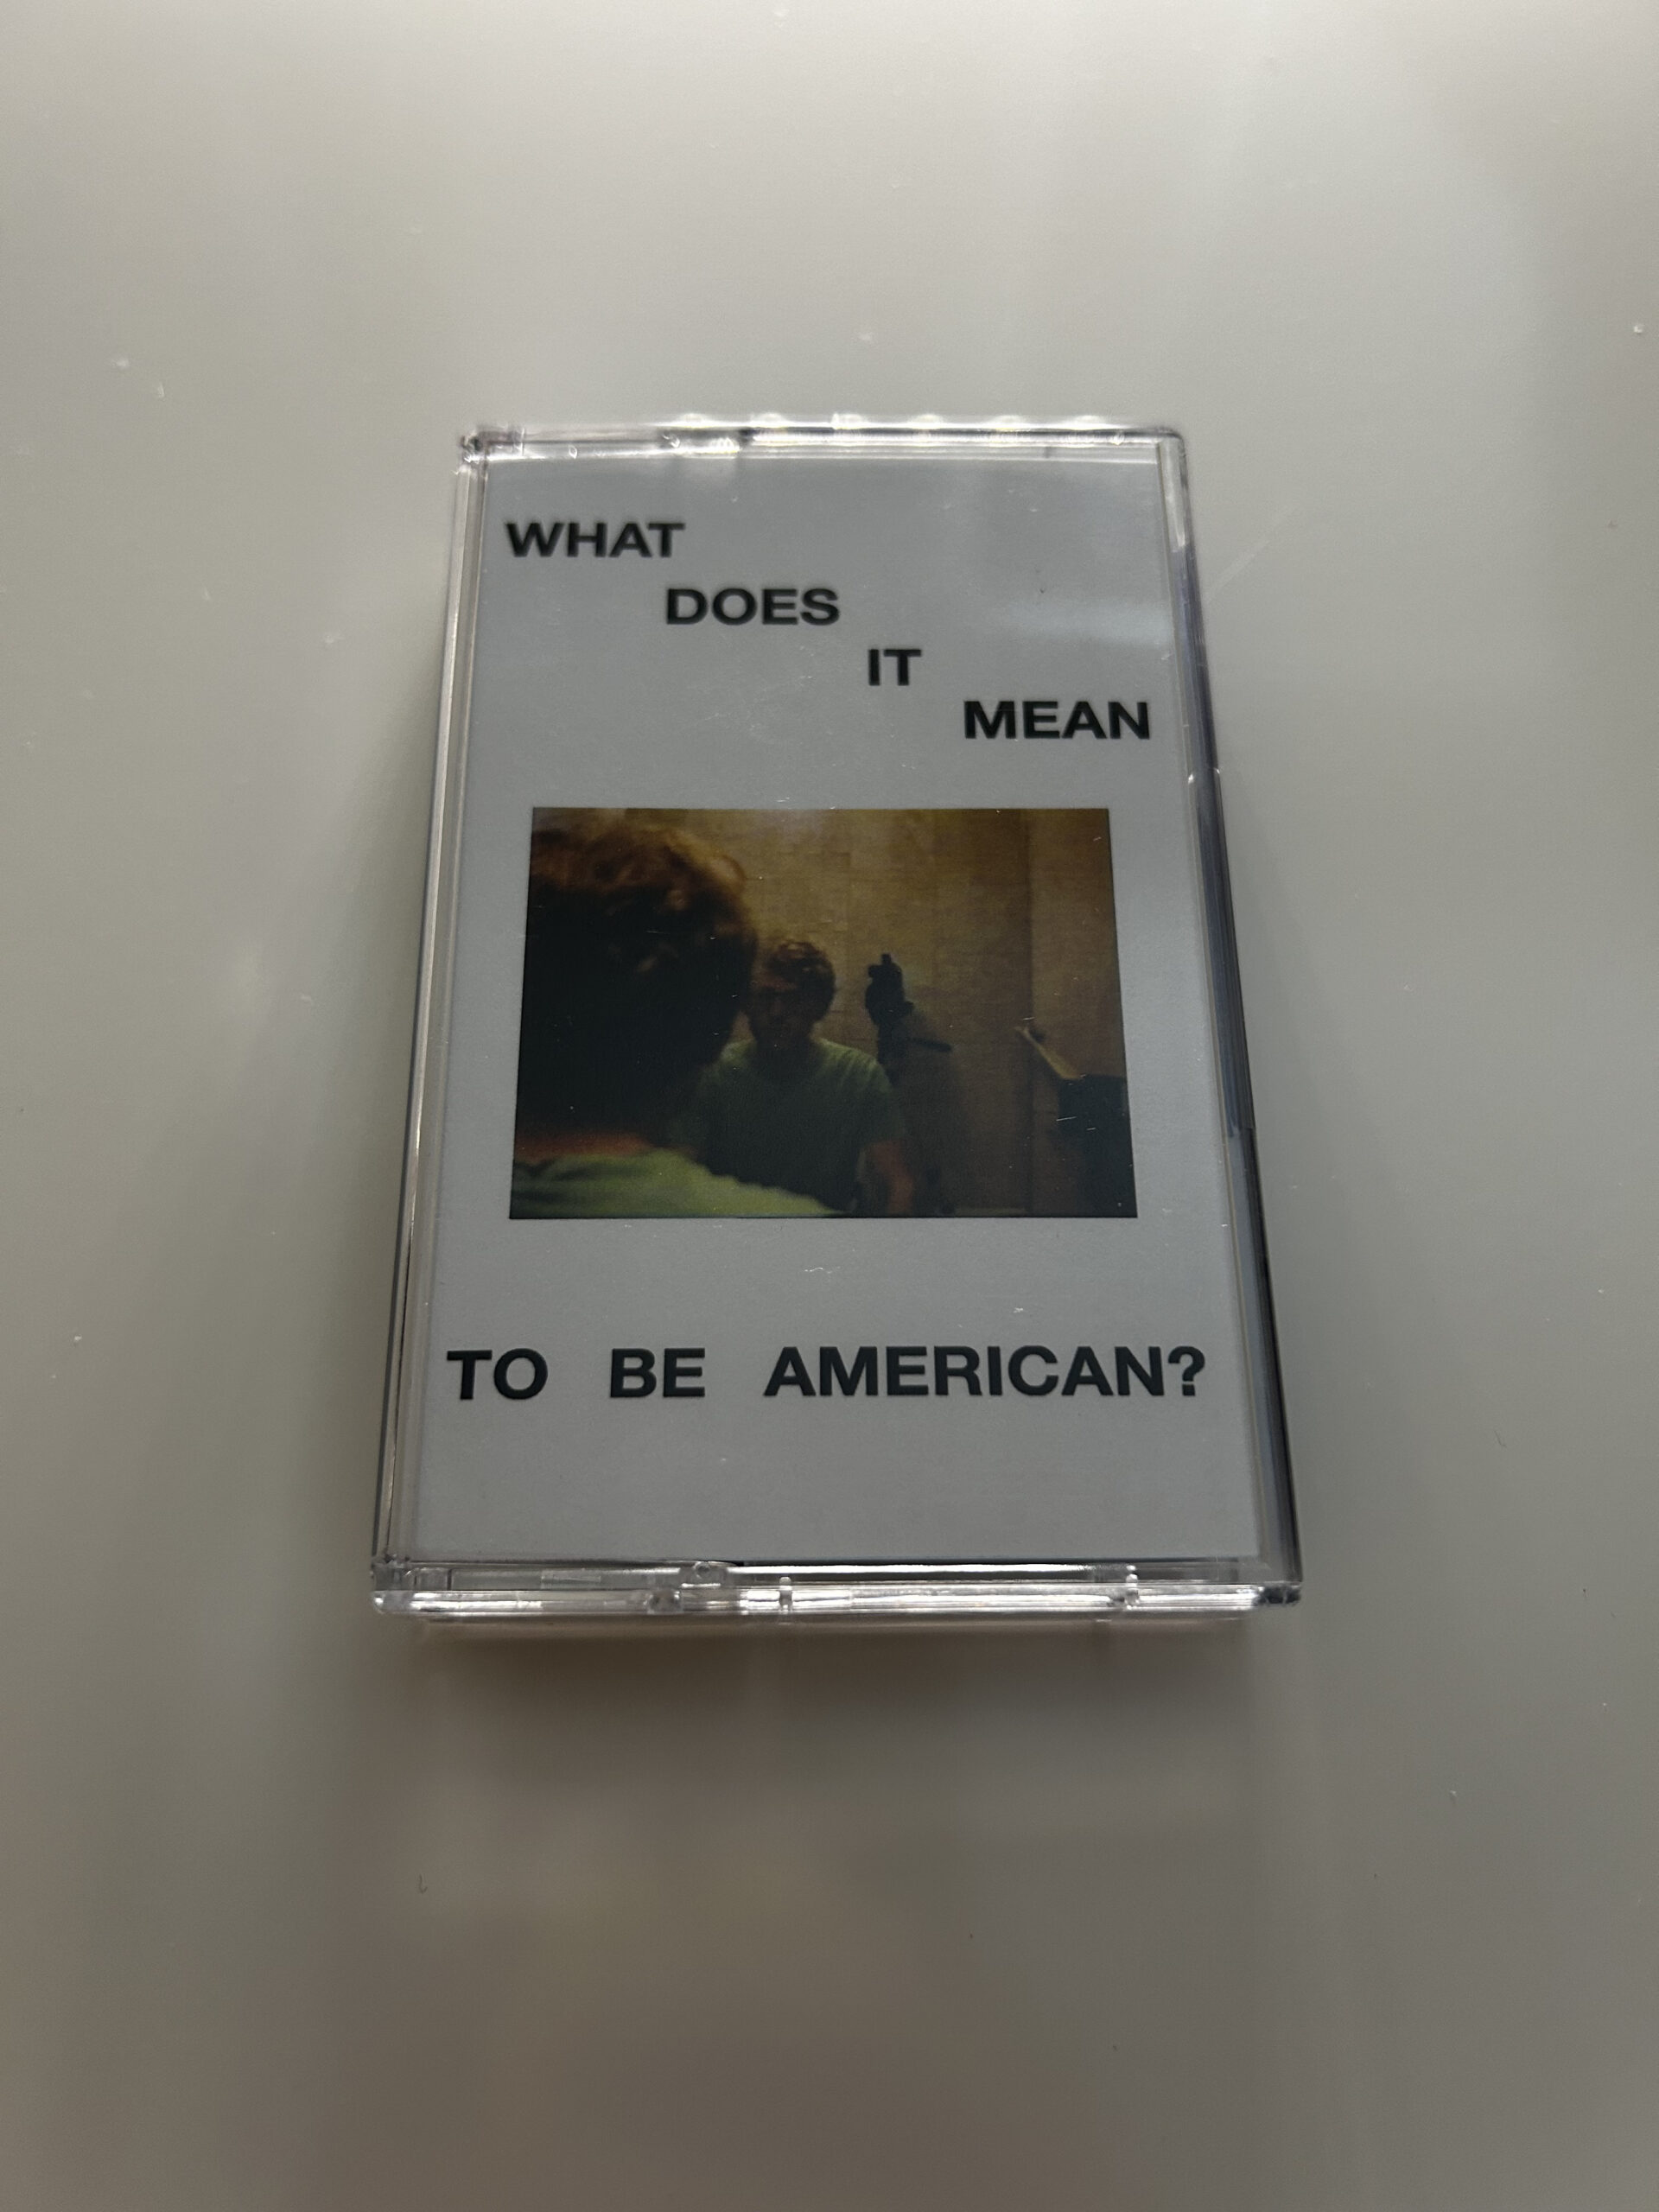 WHAT
DOES
IT
MEAN
TO BE AMERICAN?